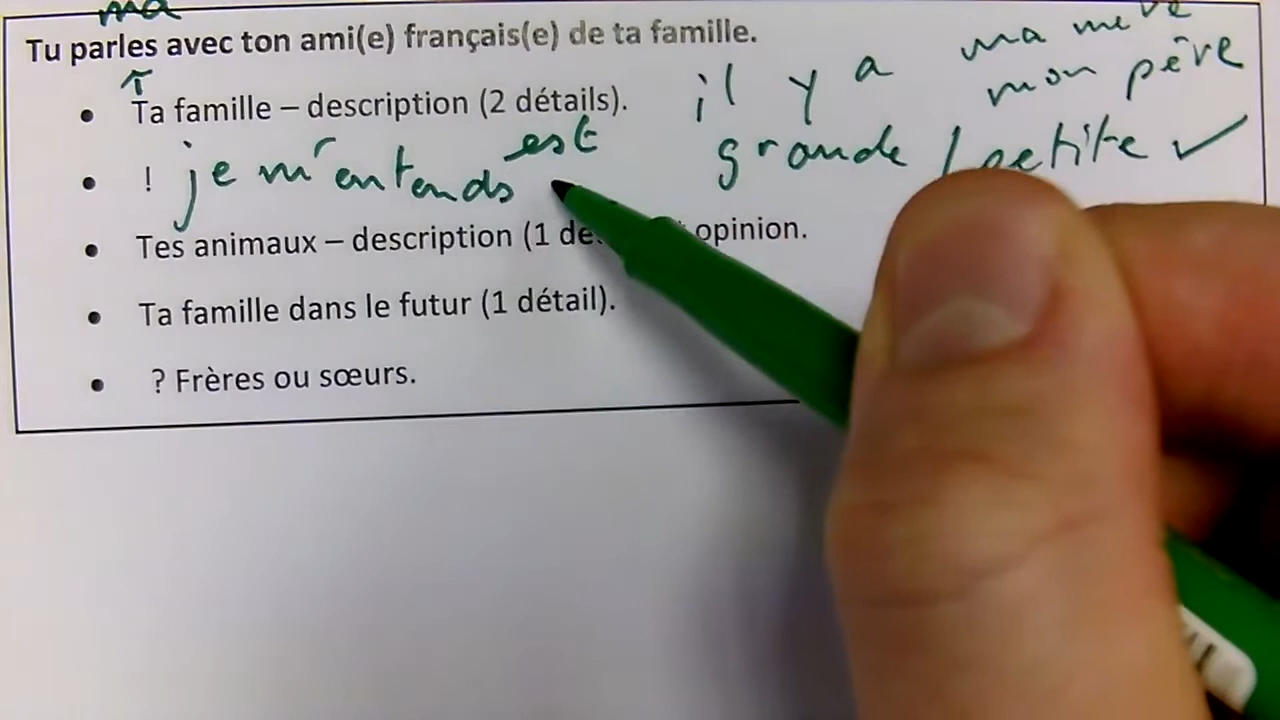 ma
Tu parles avec ton ami(e) français(e) de ta famille.
ma mère
mon père
Ta famille – description (2 détails).
il y a
est
grande / petite ✓
! je m'entends
Tes animaux – description (1 dé opinion.
Ta famille dans le futur (1 détail).
? Frères ou sœurs.